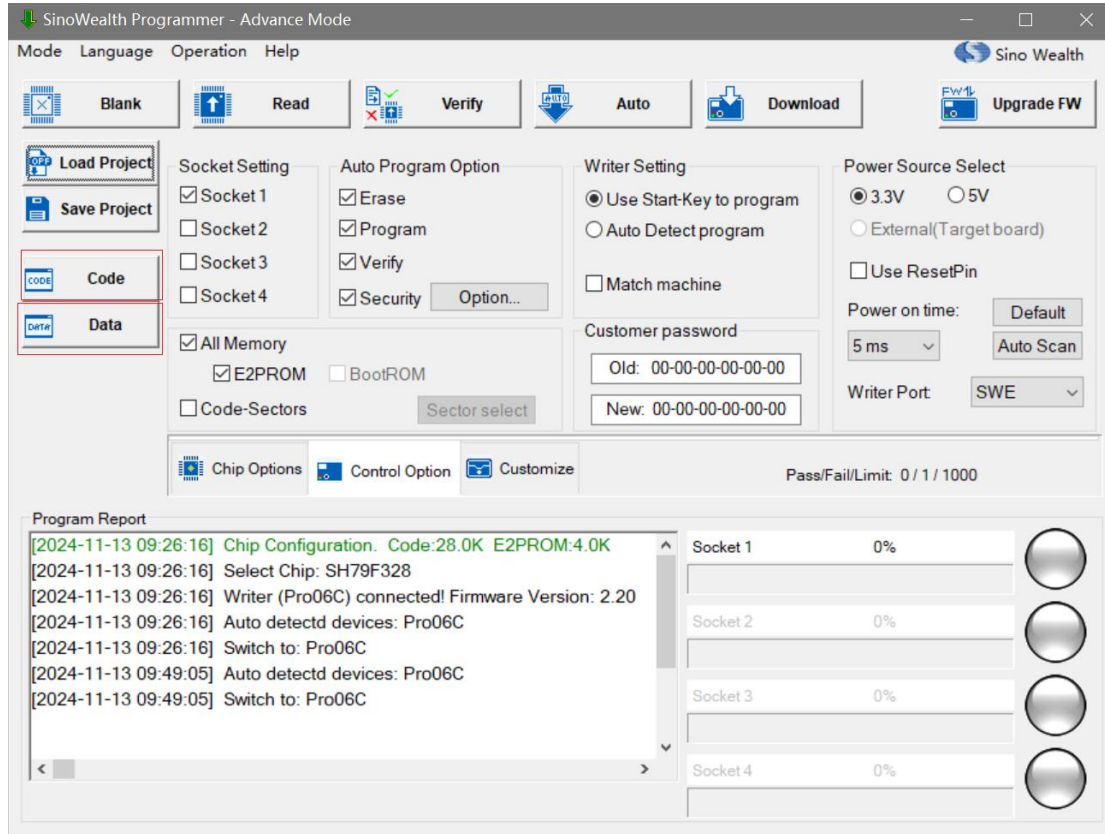 SinoWealth Programmer - Advance Mode
Mode Language Operation Help
Sino Wealth
Blank
Read
Verify
AUTO
Auto
Download
FW
Upgrade FW
OPP
Load Project
Save Project
CODE
Code
DATA
Data
Socket Setting
Socket 1
Socket 2
Socket 3
Socket 4
Auto Program Option
Erase
Program
Verify
Security
Option...
Writer Setting
Use Start-Key to program
Auto Detect program
Match machine
Power Source Select
3.3V 5V
External(Target board)
Use ResetPin
Power on time:
Default
5 ms
Auto Scan
Writer Port:
SWE
All Memory
E2PROM BootROM
Code-Sectors
Sector select
Customer password
Old: 00-00-00-00-00-00
New: 00-00-00-00-00-00
Chip Options
Control Option
Customize
Pass/Fail/Limit: 0 / 1 / 1000
Program Report
[2024-11-13 09:26:16] Chip Configuration. Code:28.0K E2PROM:4.0K
[2024-11-13 09:26:16] Select Chip: SH79F328
[2024-11-13 09:26:16] Writer (Pro06C) connected! Firmware Version: 2.20
[2024-11-13 09:26:16] Auto detectd devices: Pro06C
[2024-11-13 09:26:16] Switch to: Pro06C
[2024-11-13 09:49:05] Auto detectd devices: Pro06C
[2024-11-13 09:49:05] Switch to: Pro06C
Socket 1 0%
Socket 2 0%
Socket 3 0%
Socket 4 0%